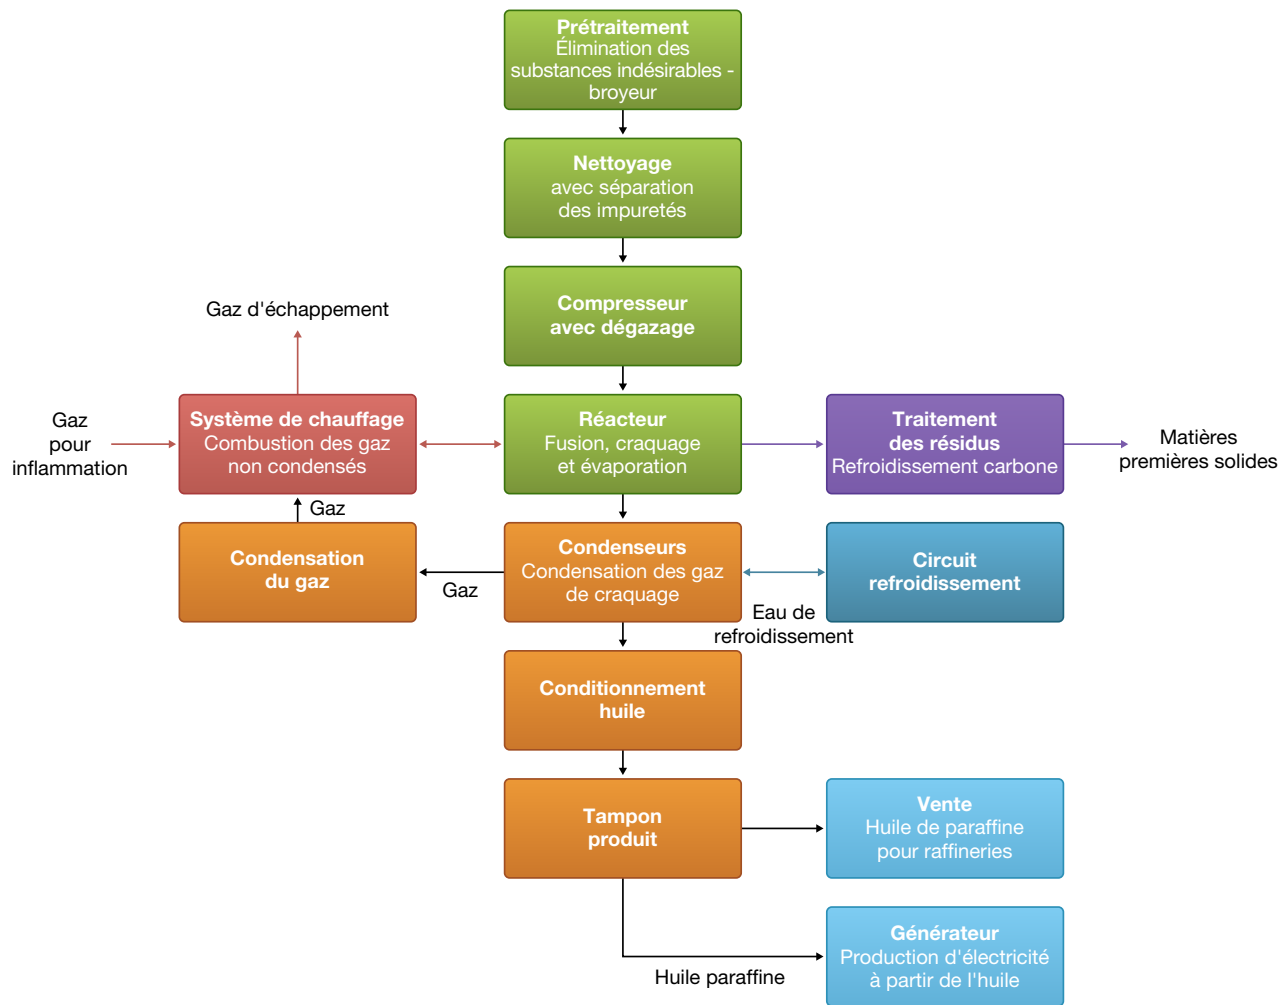 Prétraitement
Élimination des
substances indésirables -
broyeur
Nettoyage
avec séparation
des impuretés
Compresseur
avec dégazage
Gaz d'échappement
Gaz
pour
inflammation
Système de chauffage
Combustion des gaz
non condensés
Réacteur
Fusion, craquage
et évaporation
Traitement
des résidus
Refroidissement carbone
Matières
premières solides
Gaz
Condensation
du gaz
Gaz
Condenseurs
Condensation des gaz
de craquage
Eau de
refroidissement
Circuit
refroidissement
Conditionnement
huile
Tampon
produit
Vente
Huile de paraffine
pour raffineries
Huile paraffine
Générateur
Production d'électricité
à partir de l'huile